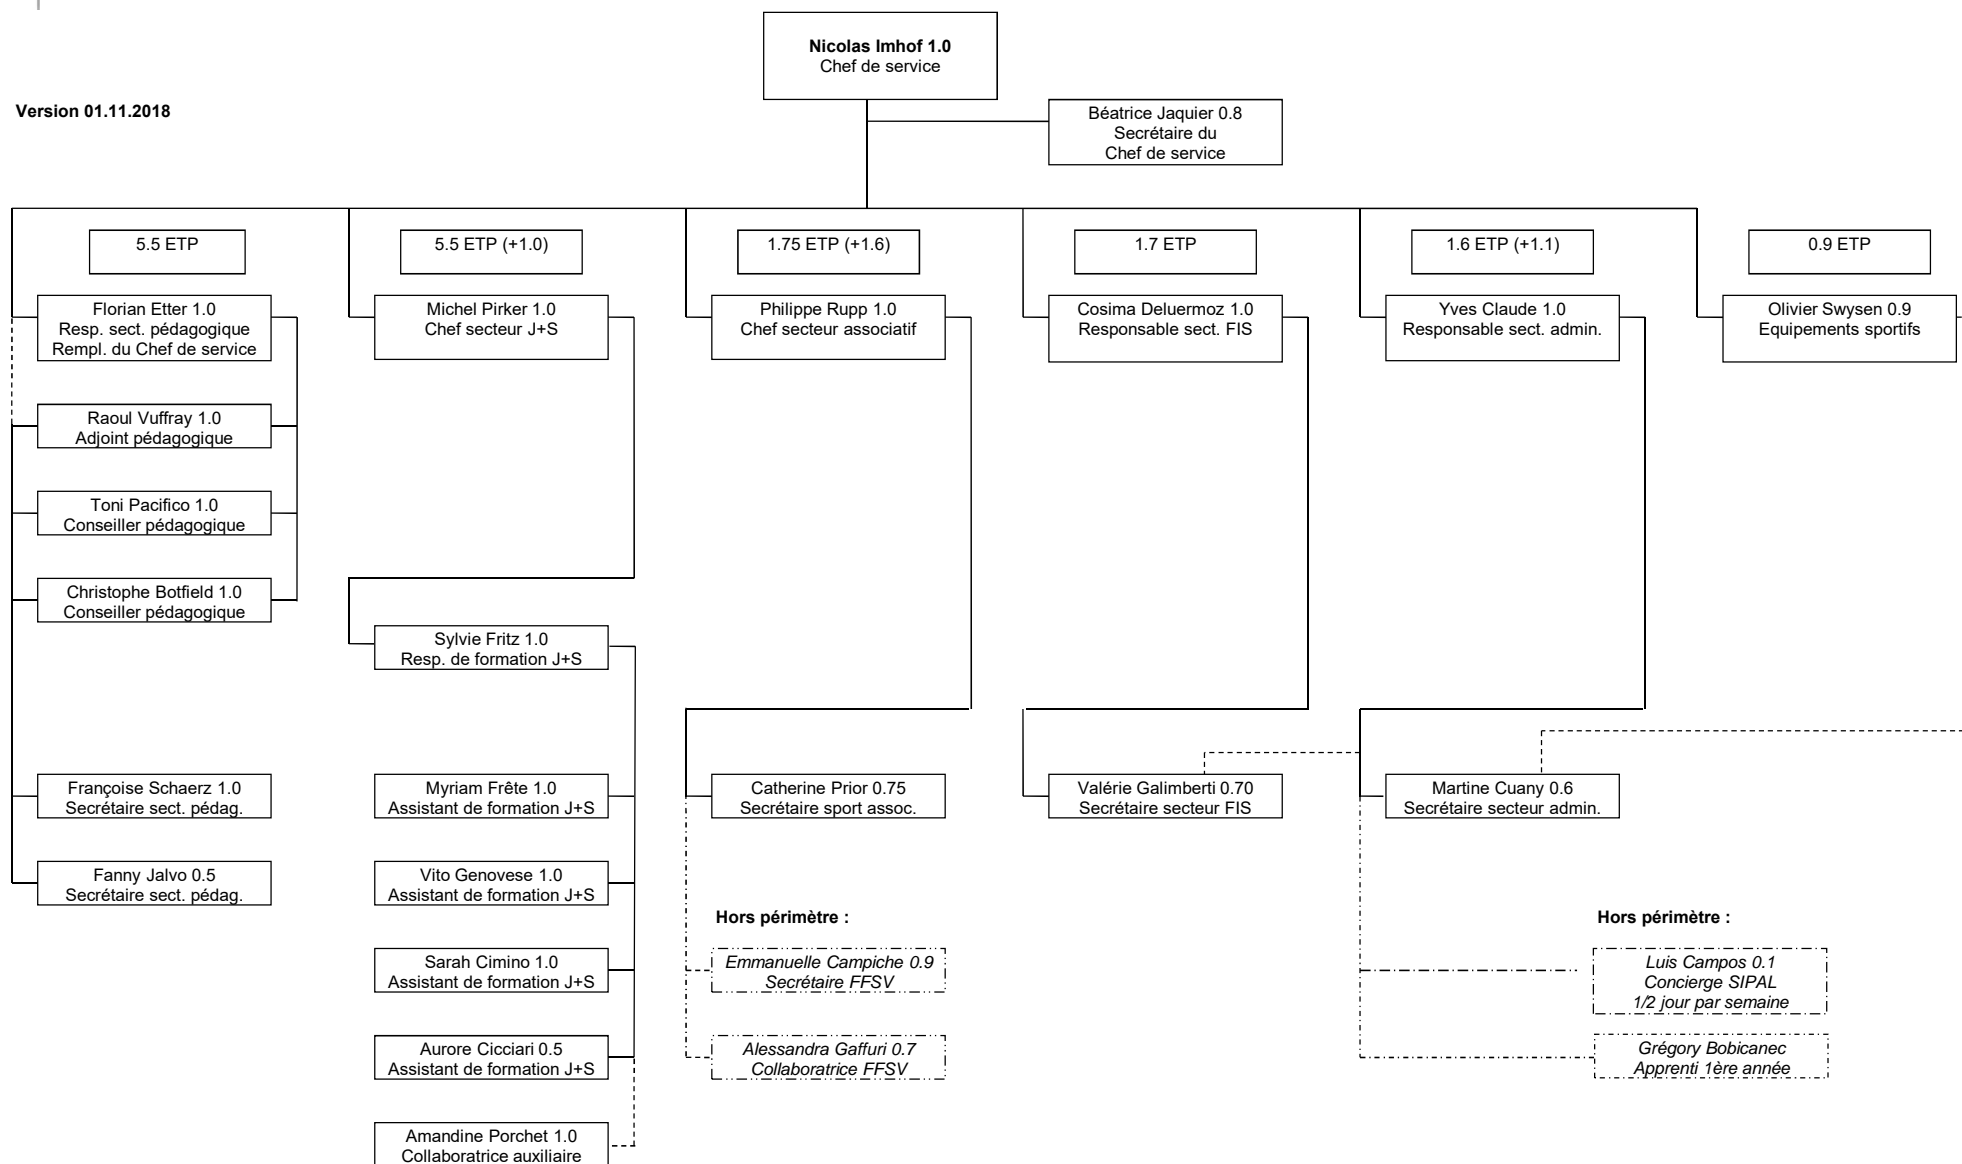 Nicolas Imhof 1.0
Chef de service
Version 01.11.2018
Béatrice Jaquier 0.8
Secrétaire du
Chef de service
5.5 ETP
5.5 ETP (+1.0)
1.75 ETP (+1.6)
1.7 ETP
1.6 ETP (+1.1)
0.9 ETP
Florian Etter 1.0
Resp. sect. pédagogique
Rempl. du Chef de service
Michel Pirker 1.0
Chef secteur J+S
Philippe Rupp 1.0
Chef secteur associatif
Cosima Deluermoz 1.0
Responsable sect. FIS
Yves Claude 1.0
Responsable sect. admin.
Olivier Swysen 0.9
Equipements sportifs
Raoul Vuffray 1.0
Adjoint pédagogique
Toni Pacifico 1.0
Conseiller pédagogique
Christophe Botfield 1.0
Conseiller pédagogique
Sylvie Fritz 1.0
Resp. de formation J+S
Françoise Schaerz 1.0
Secrétaire sect. pédag.
Myriam Frête 1.0
Assistant de formation J+S
Catherine Prior 0.75
Secrétaire sport assoc.
Valérie Galimberti 0.70
Secrétaire secteur FIS
Martine Cuany 0.6
Secrétaire secteur admin.
Fanny Jalvo 0.5
Secrétaire sect. pédag.
Vito Genovese 1.0
Assistant de formation J+S
Hors périmètre :
Hors périmètre :
Sarah Cimino 1.0
Assistant de formation J+S
Emmanuelle Campiche 0.9
Secrétaire FFSV
Luis Campos 0.1
Concierge SIPAL
1/2 jour par semaine
Aurore Cicciari 0.5
Assistant de formation J+S
Alessandra Gaffuri 0.7
Collaboratrice FFSV
Grégory Bobicanec
Apprenti 1ère année
Amandine Porchet 1.0
Collaboratrice auxiliaire